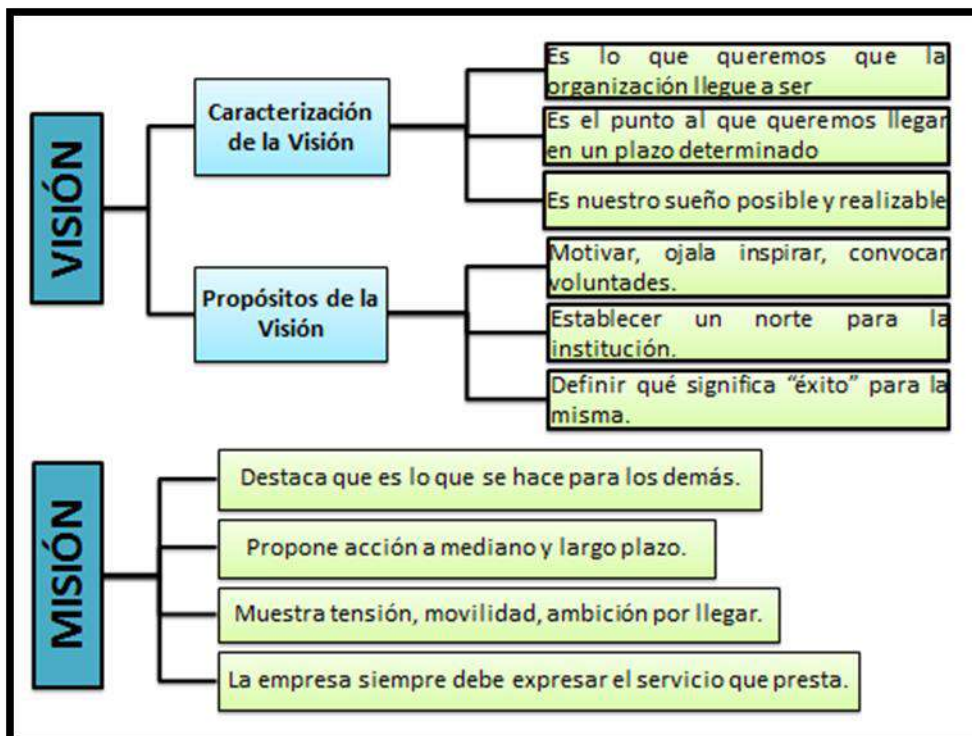 VISIÓN
Caracterización
de la Visión
Es lo que queremos que la
organización llegue a ser
Es el punto al que queremos llegar
en un plazo determinado
Es nuestro sueño posible y realizable
Propósitos de la
Visión
Motivar, ojala inspirar, convocar
voluntades.
Establecer un norte para la
institución.
Definir qué significa “éxito” para la
misma.
MISIÓN
Destaca que es lo que se hace para los demás.
Propone acción a mediano y largo plazo.
Muestra tensión, movilidad, ambición por llegar.
La empresa siempre debe expresar el servicio que presta.